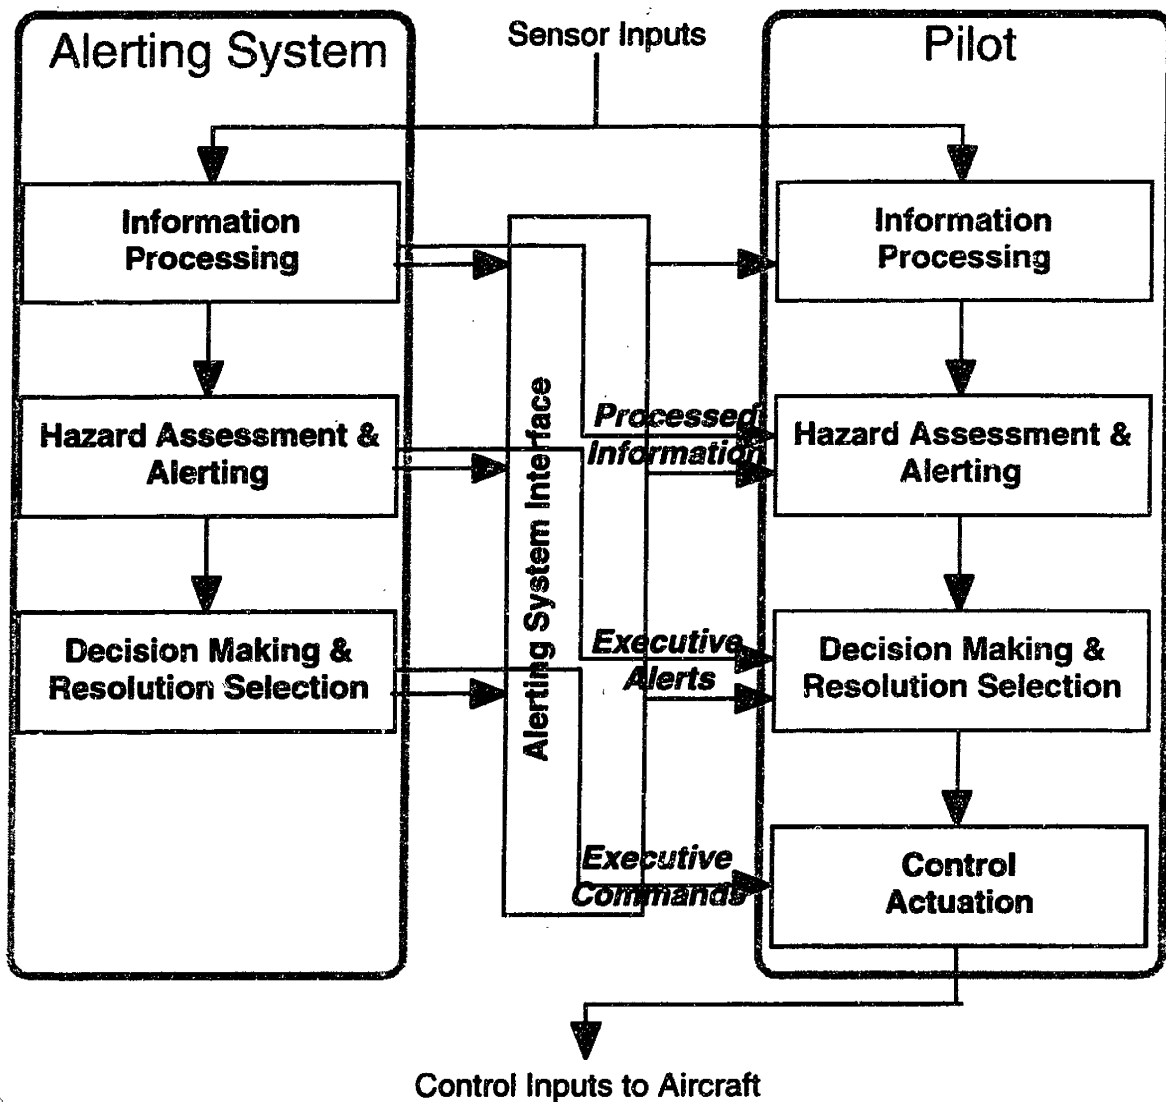 Alerting System
Sensor Inputs
Pilot
Information
Processing
Information
Processing
Hazard Assessment &
Alerting
Alerting System Interface
Processed
Information
Hazard Assessment &
Alerting
Decision Making &
Resolution Selection
Executive
Alerts
Decision Making &
Resolution Selection
Executive
Commands
Control
Actuation
Control Inputs to Aircraft